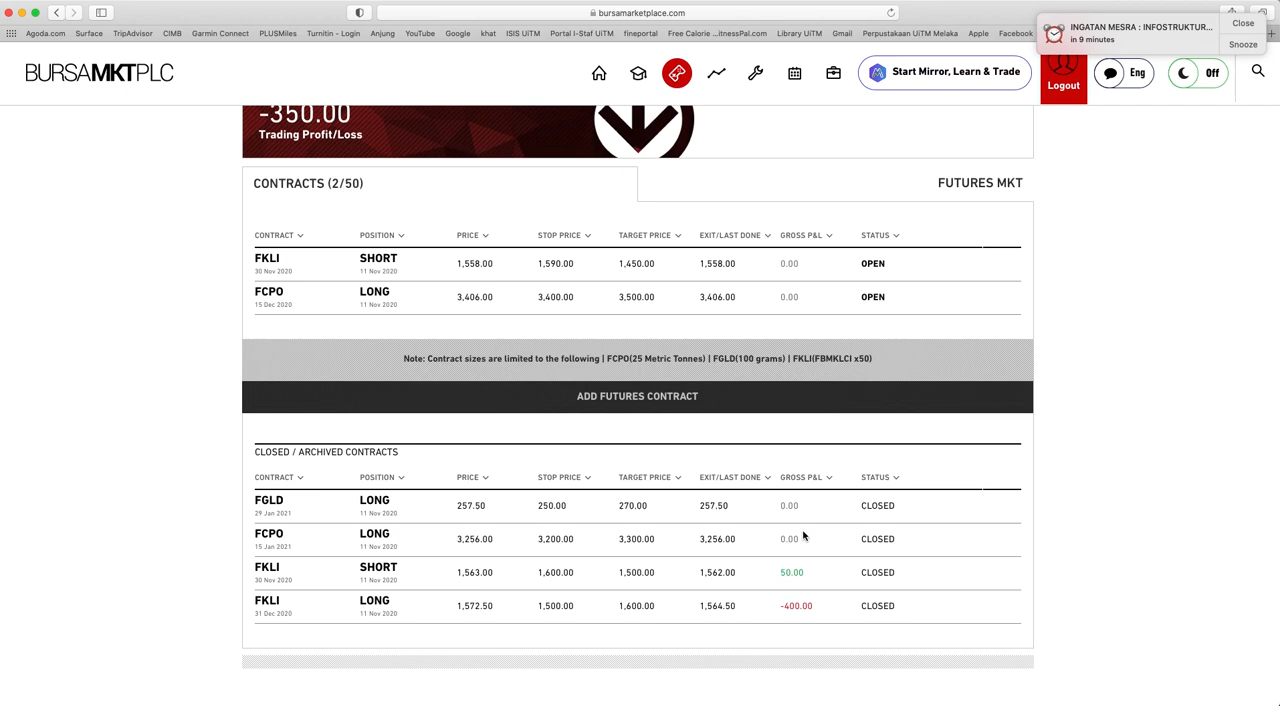 bursamarketplace.com
Agoda.com Surface TripAdvisor CIMB Garmin Connect PLUSMiles Turnitin - Login Anjung YouTube Google khat ISIS UiTM Portal i-Staf UiTM fineportal Free Calorie ...itnessPal.com Library UiTM Gmail Perpustakaan UiTM Melaka Apple Facebook
INGATAN MESRA : INFOSTRUKTUR...
in 9 minutes
Close
Snooze
BURSAMKTPLC
Start Mirror, Learn & Trade
Logout
Eng
Off
-350.00
Trading Profit/Loss
CONTRACTS (2/50)
FUTURES MKT
CONTRACT POSITION PRICE STOP PRICE TARGET PRICE EXIT/LAST DONE GROSS P&L STATUS
FKLI SHORT 1,558.00 1,590.00 1,450.00 1,558.00 0.00 OPEN
30 Nov 2020 11 Nov 2020
FCPO LONG 3,406.00 3,400.00 3,500.00 3,406.00 0.00 OPEN
15 Dec 2020 11 Nov 2020
Note: Contract sizes are limited to the following | FCPO(25 Metric Tonnes) | FGLD(100 grams) | FKLI(FBMKLCI x50)
ADD FUTURES CONTRACT
CLOSED / ARCHIVED CONTRACTS
CONTRACT POSITION PRICE STOP PRICE TARGET PRICE EXIT/LAST DONE GROSS P&L STATUS
FGLD LONG 257.50 250.00 270.00 257.50 0.00 CLOSED
29 Jan 2021 11 Nov 2020
FCPO LONG 3,256.00 3,200.00 3,300.00 3,256.00 0.00 CLOSED
15 Jan 2021 11 Nov 2020
FKLI SHORT 1,563.00 1,600.00 1,500.00 1,562.00 50.00 CLOSED
30 Nov 2020 11 Nov 2020
FKLI LONG 1,572.50 1,500.00 1,600.00 1,564.50 -400.00 CLOSED
31 Dec 2020 11 Nov 2020